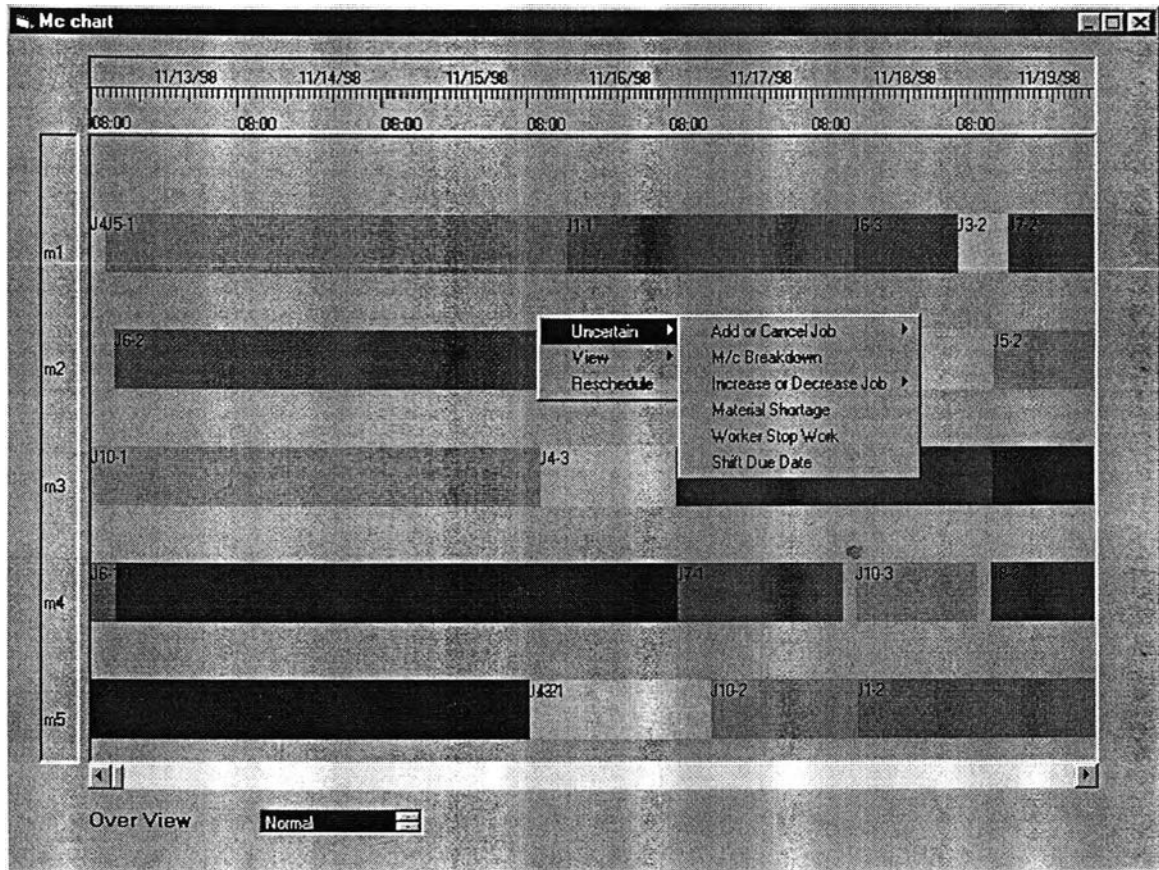 Mc chart
11/13/98 11/14/98 11/15/98 11/16/98 11/17/98 11/18/98 11/19/98
08:00 08:00 08:00 08:00 08:00 08:00 08:00
m1 J4J5-1 J1-1 J6-3 J3-2 J7-2
Uncertain Add or Cancel Job
m2 J6-2 View M/c Breakdown J5-2
Reschedule Increase or Decrease Job
Material Shortage
Worker Stop Work
m3 J10-1 J4-3 Shift Due Date
m4 J7-1 J10-3 J8-2
m5 J10-2 J1-2
Over View Normal